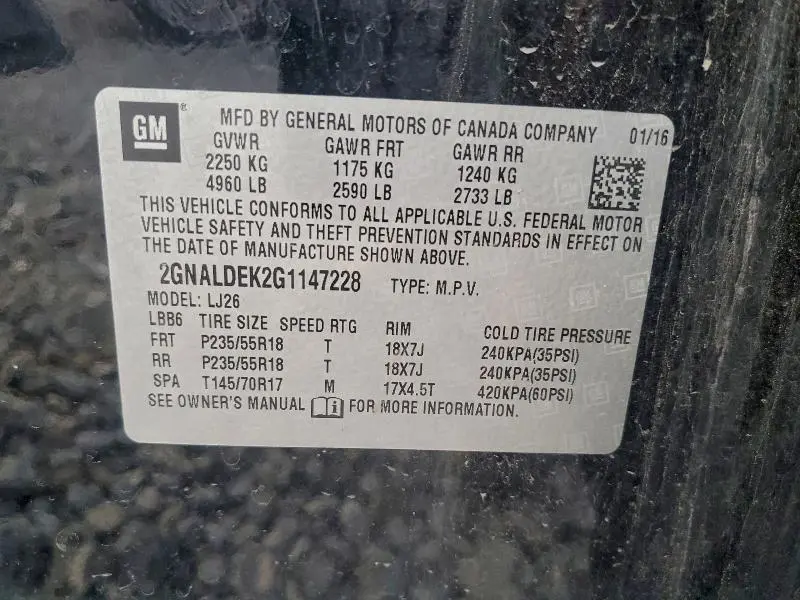 GM ® MFD BY GENERAL MOTORS OF CANADA COMPANY 01/16
GVWR GAWR FRT GAWR RR
2250 KG 1175 KG 1240 KG
4960 LB 2590 LB 2733 LB
THIS VEHICLE CONFORMS TO ALL APPLICABLE U.S. FEDERAL MOTOR
VEHICLE SAFETY AND THEFT PREVENTION STANDARDS IN EFFECT ON
THE DATE OF MANUFACTURE SHOWN ABOVE.
2GNALDEK2G1147228 TYPE: M.P.V.
MODEL: LJ26
LBB6 TIRE SIZE SPEED RTG RIM COLD TIRE PRESSURE
FRT P235/55R18 T 18X7J 240KPA(35PSI)
RR P235/55R18 T 18X7J 240KPA(35PSI)
SPA T145/70R17 M 17X4.5T 420KPA(60PSI)
SEE OWNER'S MANUAL i FOR MORE INFORMATION.